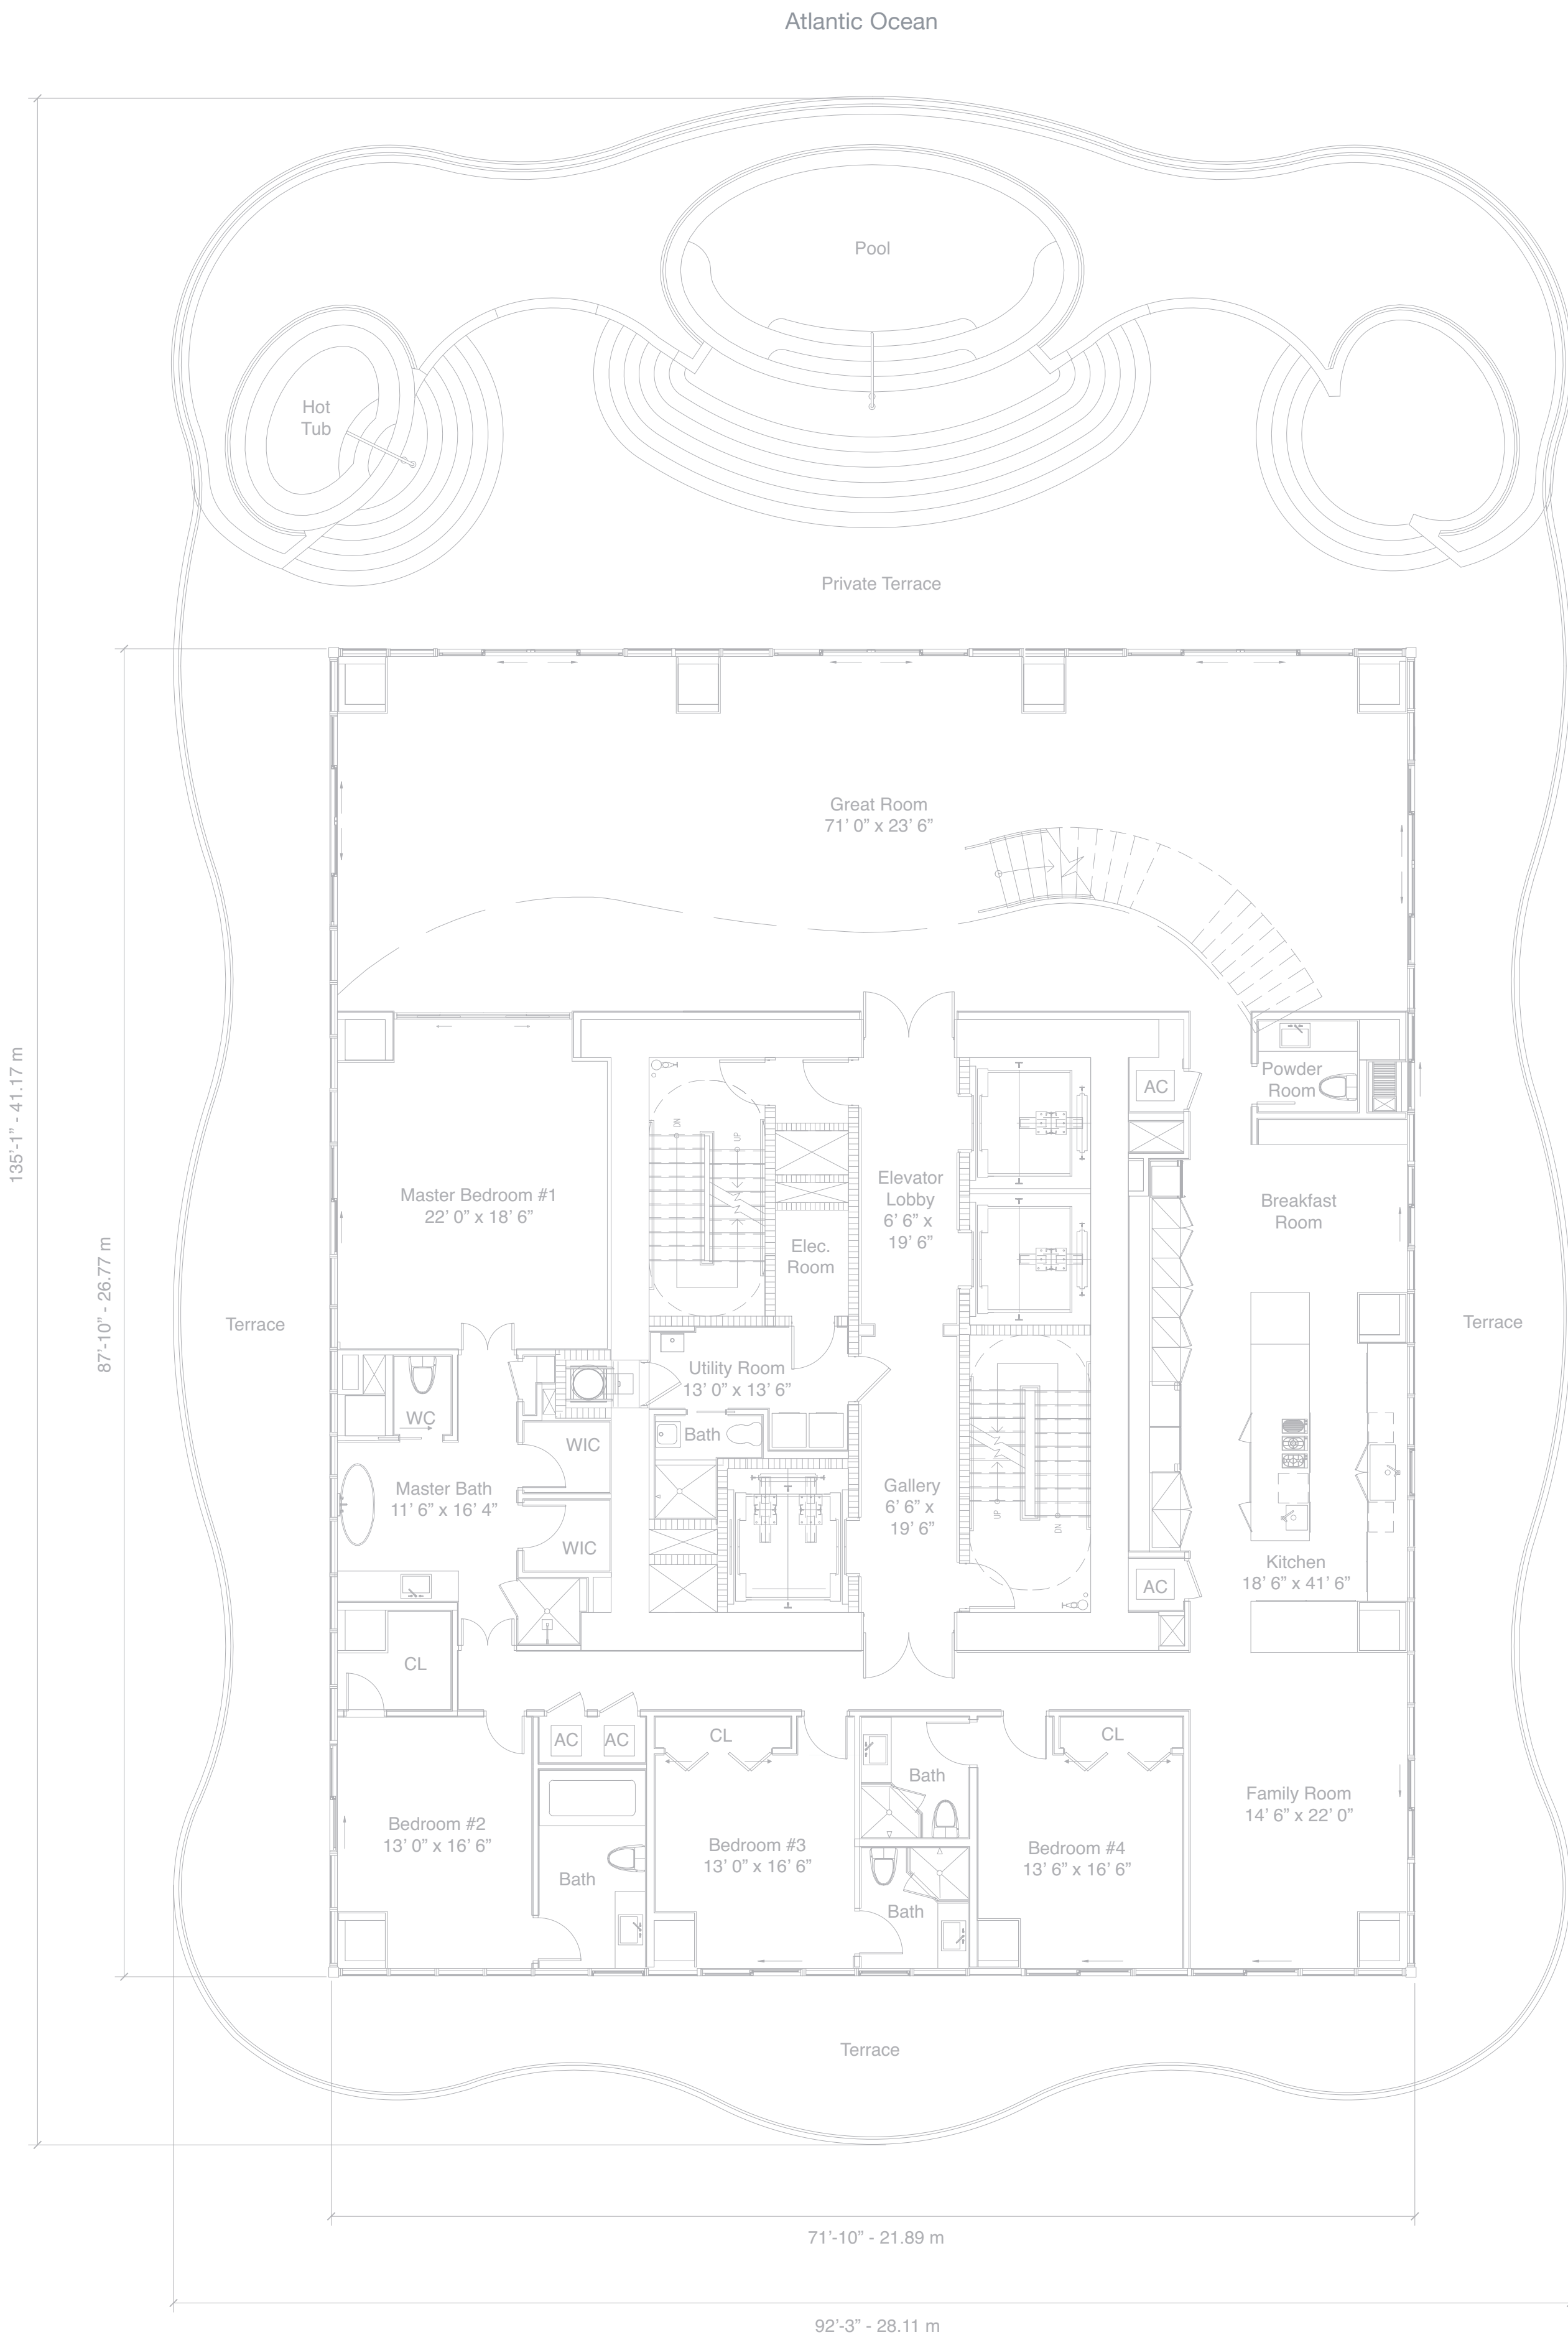 Atlantic Ocean
Pool
Hot
Tub
Private Terrace
Great Room
71’ 0” x 23’ 6”
Powder
Room
AC
Master Bedroom #1
22’ 0” x 18’ 6”
DN
UP
Elevator
Lobby
6’ 6” x
19’ 6”
Elec.
Room
Breakfast
Room
135’-1” - 41.17 m
87’-10” - 26.77 m
Terrace
Terrace
Utility Room
13’ 0” x 13’ 6”
WC
Bath
WIC
Master Bath
11’ 6” x 16’ 4”
WIC
Gallery
6’ 6” x
19’ 6”
UP
DN
Kitchen
18’ 6” x 41’ 6”
AC
CL
AC
AC
CL
CL
Bath
Bedroom #2
13’ 0” x 16’ 6”
Bath
Bedroom #3
13’ 0” x 16’ 6”
Bath
Bedroom #4
13’ 6” x 16’ 6”
Family Room
14’ 6” x 22’ 0”
Terrace
71’-10” - 21.89 m
92’-3” - 28.11 m